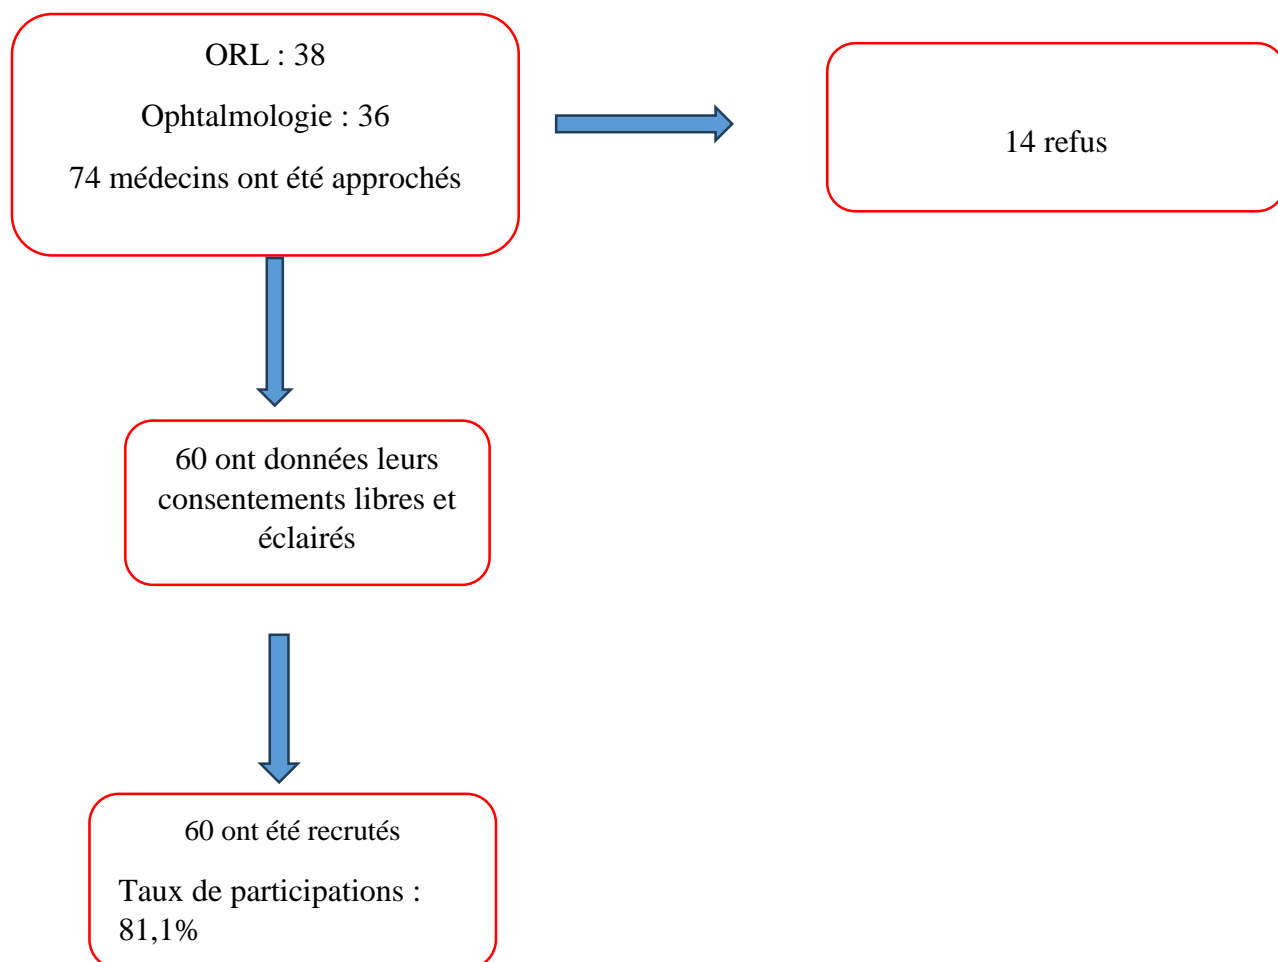 ORL : 38
Ophtalmologie : 36
74 médecins ont été approchés
14 refus
60 ont données leurs
consentements libres et
éclairés
60 ont été recrutés
Taux de participations :
81,1%